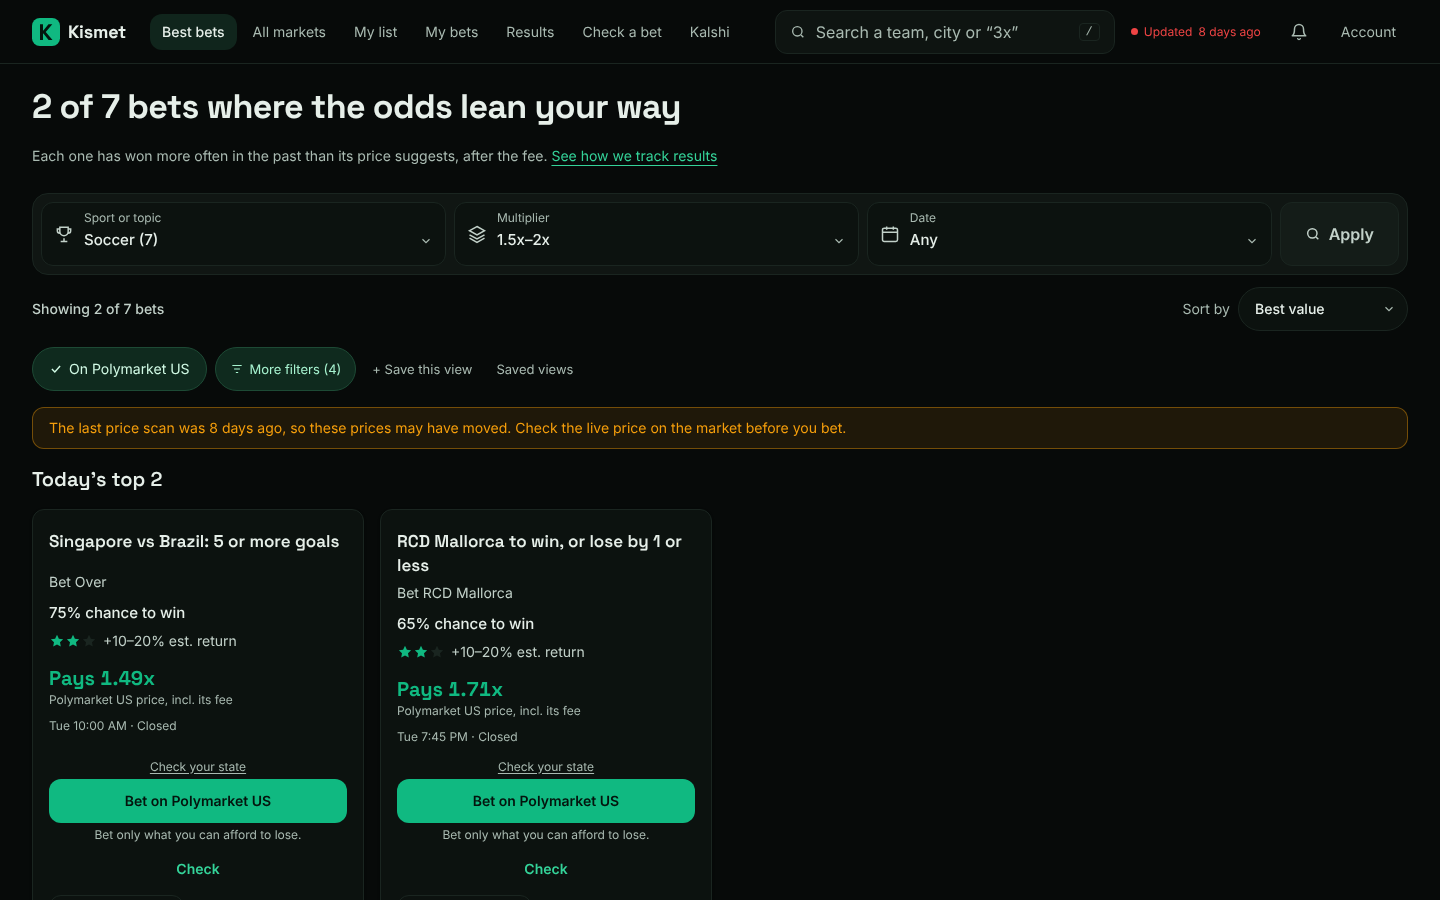 Kismet
Best bets
All markets
My list
My bets
Results
Check a bet
Kalshi
Search a team, city or “3x”
/
Updated 8 days ago
Account
2 of 7 bets where the odds lean your way
Each one has won more often in the past than its price suggests, after the fee. See how we track results
Sport or topic
Soccer (7)
Multiplier
1.5x–2x
Date
Any
Apply
Showing 2 of 7 bets
Sort by
Best value
On Polymarket US
More filters (4)
+ Save this view
Saved views
The last price scan was 8 days ago, so these prices may have moved. Check the live price on the market before you bet.
Today’s top 2
Singapore vs Brazil: 5 or more goals
Bet Over
75% chance to win
+10–20% est. return
Pays 1.49x
Polymarket US price, incl. its fee
Tue 10:00 AM · Closed
Check your state
Bet on Polymarket US
Bet only what you can afford to lose.
Check
RCD Mallorca to win, or lose by 1 or
less
Bet RCD Mallorca
65% chance to win
+10–20% est. return
Pays 1.71x
Polymarket US price, incl. its fee
Tue 7:45 PM · Closed
Check your state
Bet on Polymarket US
Bet only what you can afford to lose.
Check